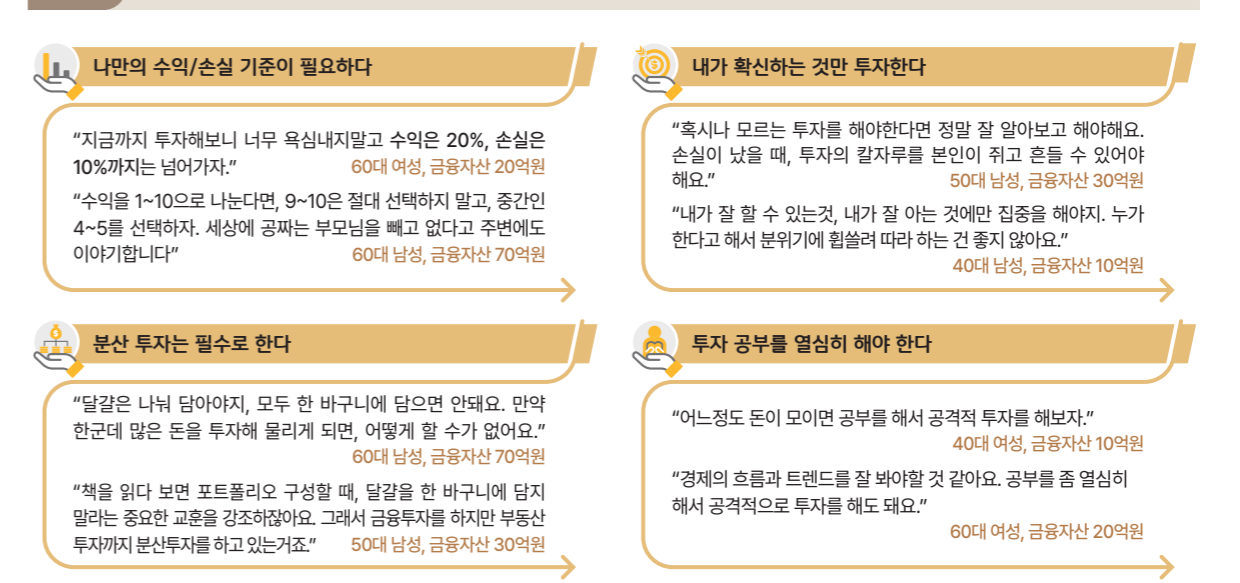 나만의 수익/손실 기준이 필요하다
“지금까지 투자해보니 너무 욕심내지말고 수익은 20%, 손실은
10%까지는 넘어가자.” 60대 여성, 금융자산 20억원
“수익을 1~10으로 나눈다면, 9~10은 절대 선택하지 말고, 중간인
4~5를 선택하자. 세상에 공짜는 부모님을 빼고 없다고 주변에도
이야기합니다” 60대 남성, 금융자산 70억원
내가 확신하는 것만 투자한다
“혹시나 모르는 투자를 해야한다면 정말 잘 알아보고 해야해요.
손실이 났을 때, 투자의 칼자루를 본인이 쥐고 흔들 수 있어야
해요.” 50대 남성, 금융자산 30억원
“내가 잘 할 수 있는것, 내가 잘 아는 것에만 집중을 해야지. 누가
한다고 해서 분위기에 휩쓸려 따라 하는 건 좋지 않아요.”
40대 남성, 금융자산 10억원
분산 투자는 필수로 한다
“달걀은 나눠 담아야지, 모두 한 바구니에 담으면 안돼요. 만약
한군데 많은 돈을 투자해 물리게 되면, 어떻게 할 수가 없어요.”
60대 남성, 금융자산 70억원
“책을 읽다 보면 포트폴리오 구성할 때, 달걀을 한 바구니에 담지
말라는 중요한 교훈을 강조하잖아요. 그래서 금융투자를 하지만 부동산
투자까지 분산투자를 하고 있는거죠.” 50대 남성, 금융자산 30억원
투자 공부를 열심히 해야 한다
“어느정도 돈이 모이면 공부를 해서 공격적 투자를 해보자.”
40대 여성, 금융자산 10억원
“경제의 흐름과 트렌드를 잘 봐야할 것 같아요. 공부를 좀 열심히
해서 공격적으로 투자를 해도 돼요.”
60대 여성, 금융자산 20억원